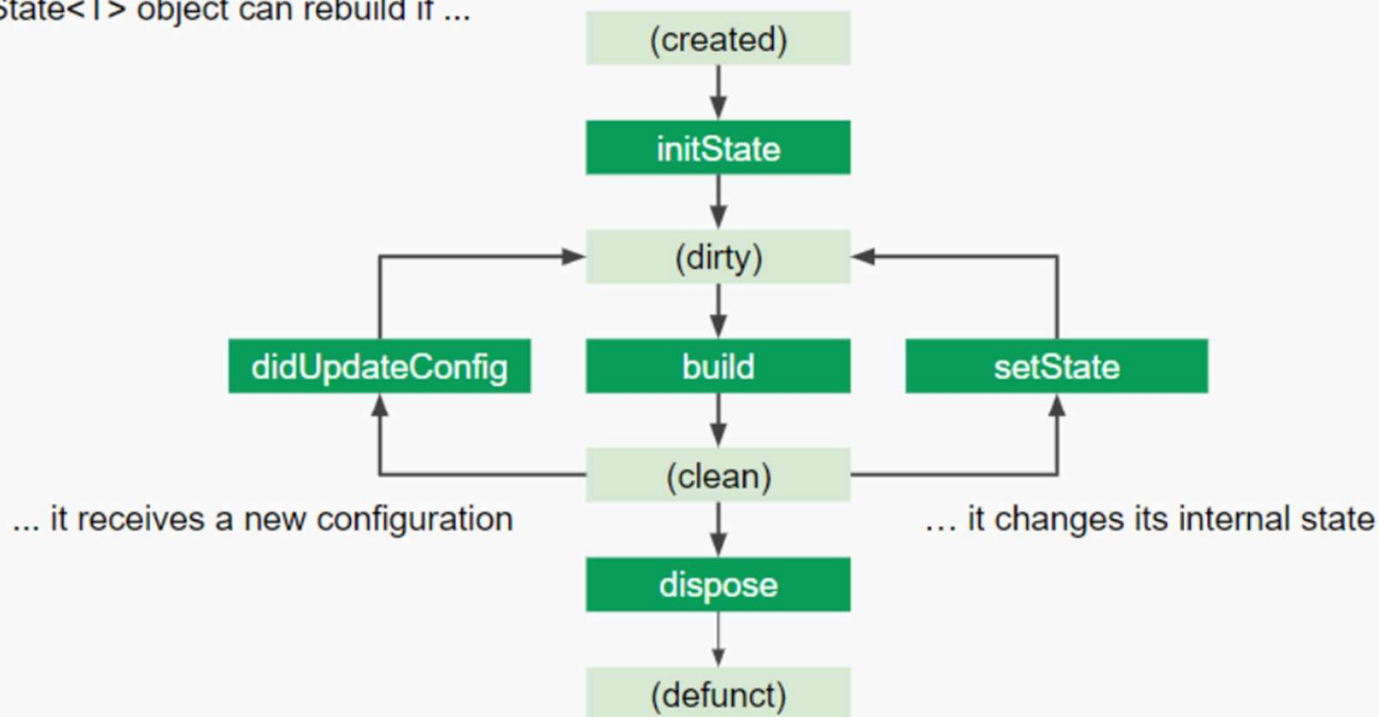 State<T> object can rebuild if ...
(created)
initState
(dirty)
didUpdateConfig
build
setState
(clean)
... it receives a new configuration
... it changes its internal state
dispose
(defunct)